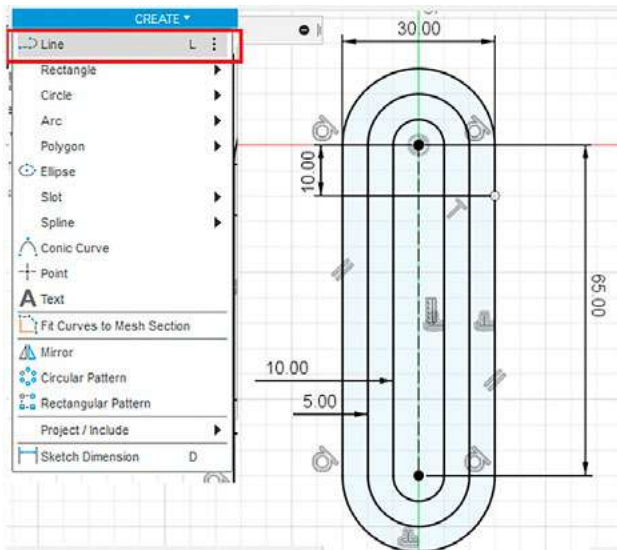 CREATE ▾
Line L
Rectangle
Circle
Arc
Polygon
Ellipse
Slot
Spline
Conic Curve
Point
A Text
Fit Curves to Mesh Section
Mirror
Circular Pattern
Rectangular Pattern
Project / Include
Sketch Dimension D
30.00
10.00
65.00
10.00
5.00